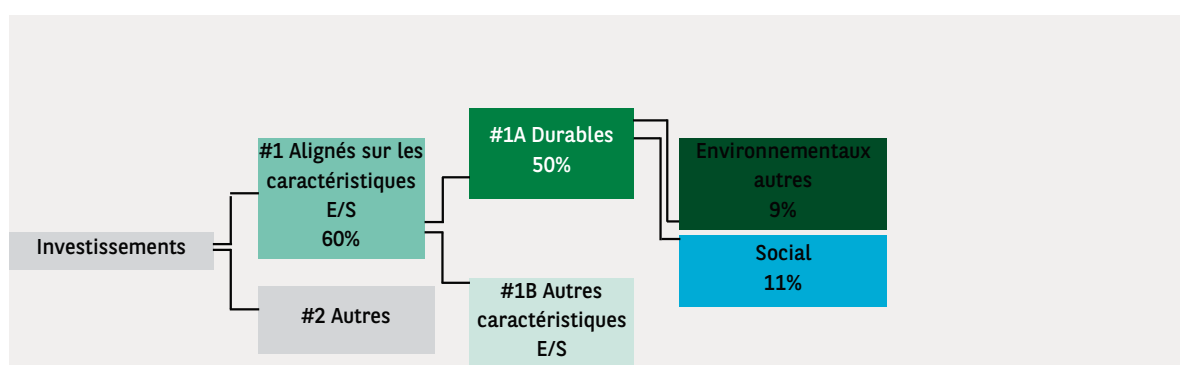 Investissements
#1 Alignés sur les
caractéristiques
E/S
60%
#2 Autres
#1A Durables
50%
#1B Autres
caractéristiques
E/S
Environnementaux
autres
9%
Social
11%